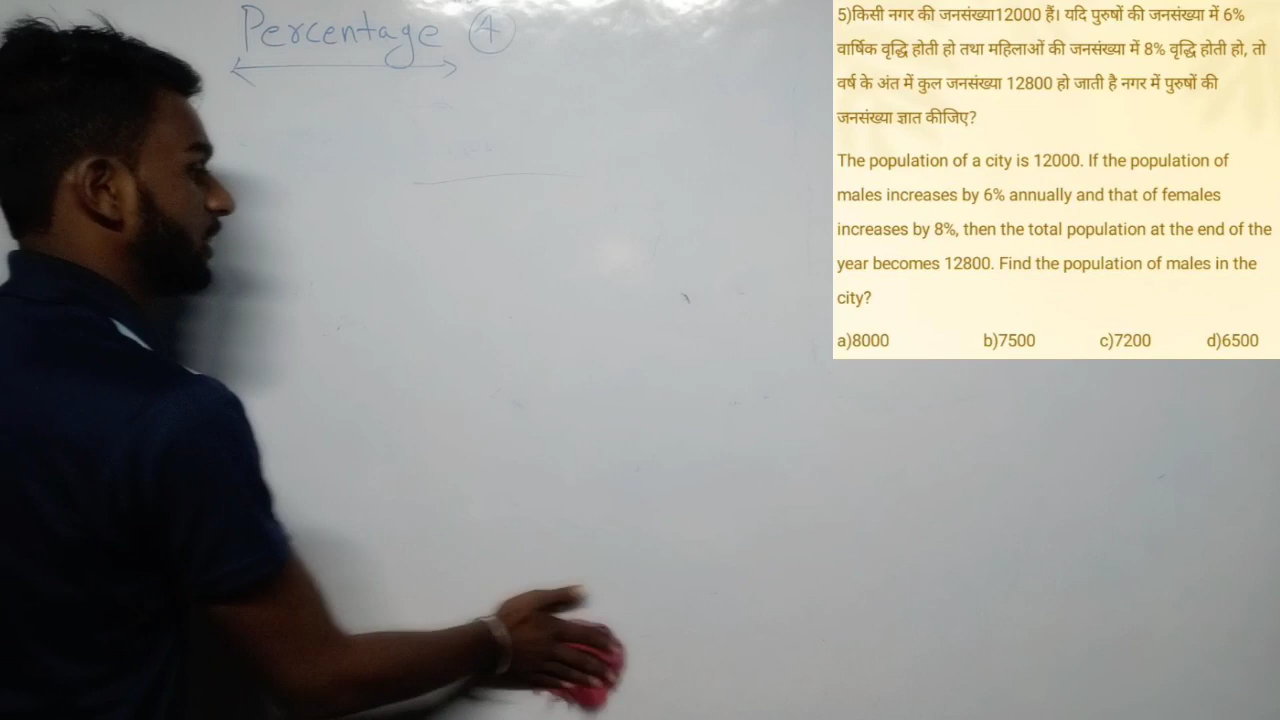 Percentage 4
5)किसी नगर की जनसंख्या12000 हैं। यदि पुरुषों की जनसंख्या में 6%
वार्षिक वृद्धि होती हो तथा महिलाओं की जनसंख्या में 8% वृद्धि होती हो, तो
वर्ष के अंत में कुल जनसंख्या 12800 हो जाती है नगर में पुरुषों की
जनसंख्या ज्ञात कीजिए?
The population of a city is 12000. If the population of
males increases by 6% annually and that of females
increases by 8%, then the total population at the end of the
year becomes 12800. Find the population of males in the
city?
a)8000 b)7500 c)7200 d)6500